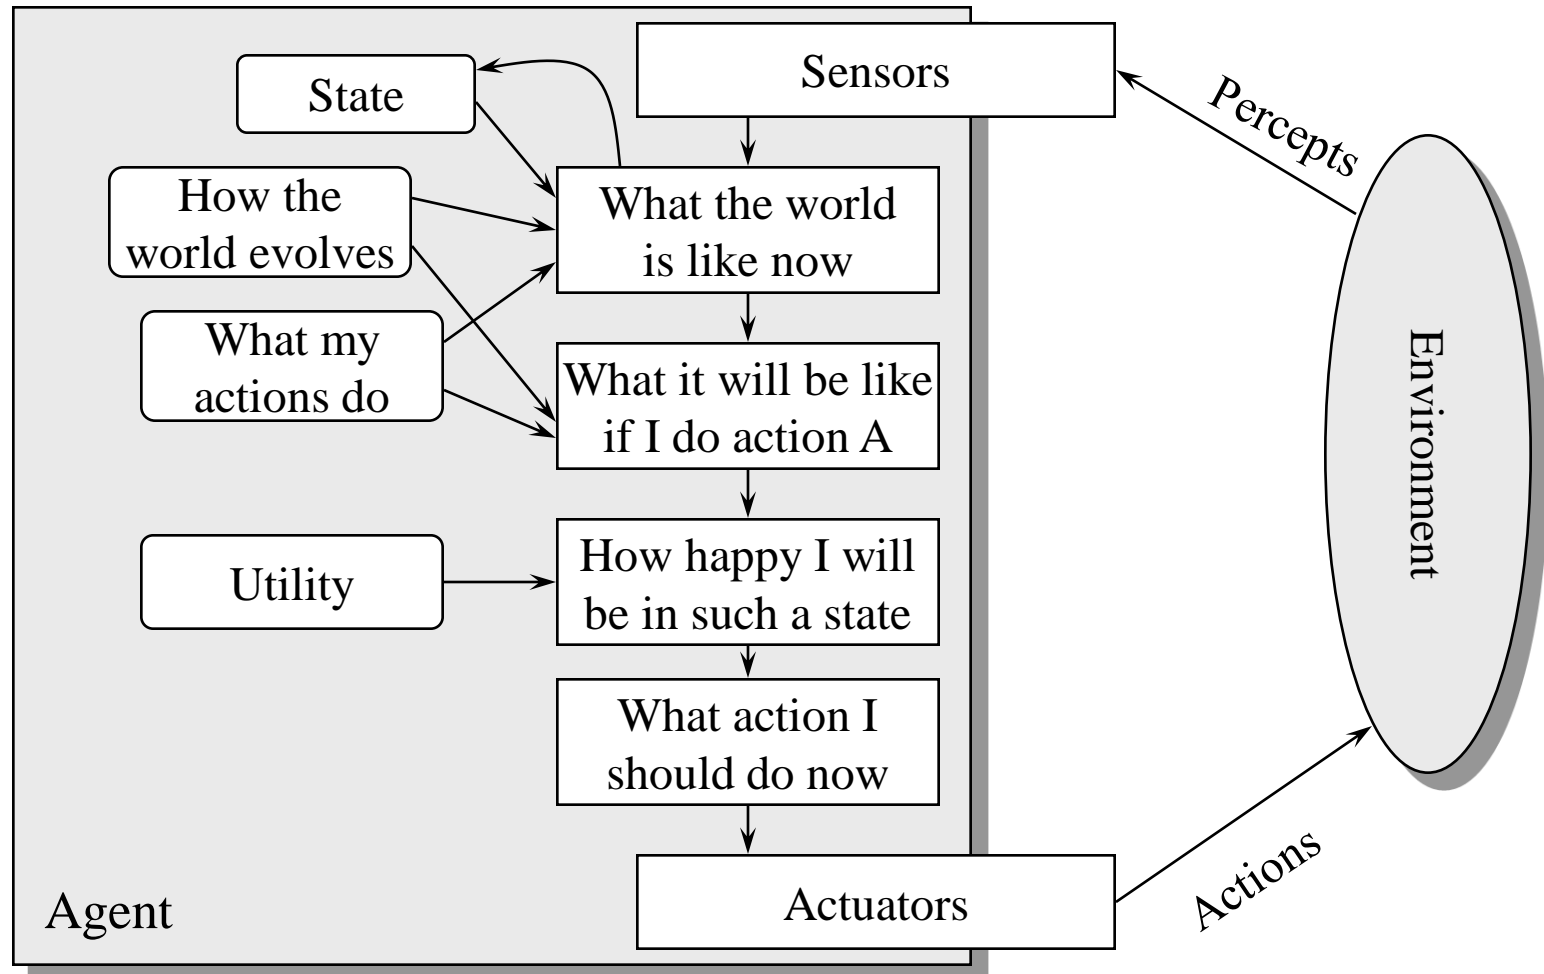 Sensors
State
Percepts
How the
world evolves
What the world
is like now
What my
actions do
What it will be like
if I do action A
Environment
Utility
How happy I will
be in such a state
What action I
should do now
Agent
Actuators
Actions